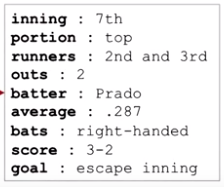 inning : 7th
portion : top
runners : 2nd and 3rd
outs : 2
batter : Prado
average : .287
bats : right-handed
score : 3-2
goal : escape inning